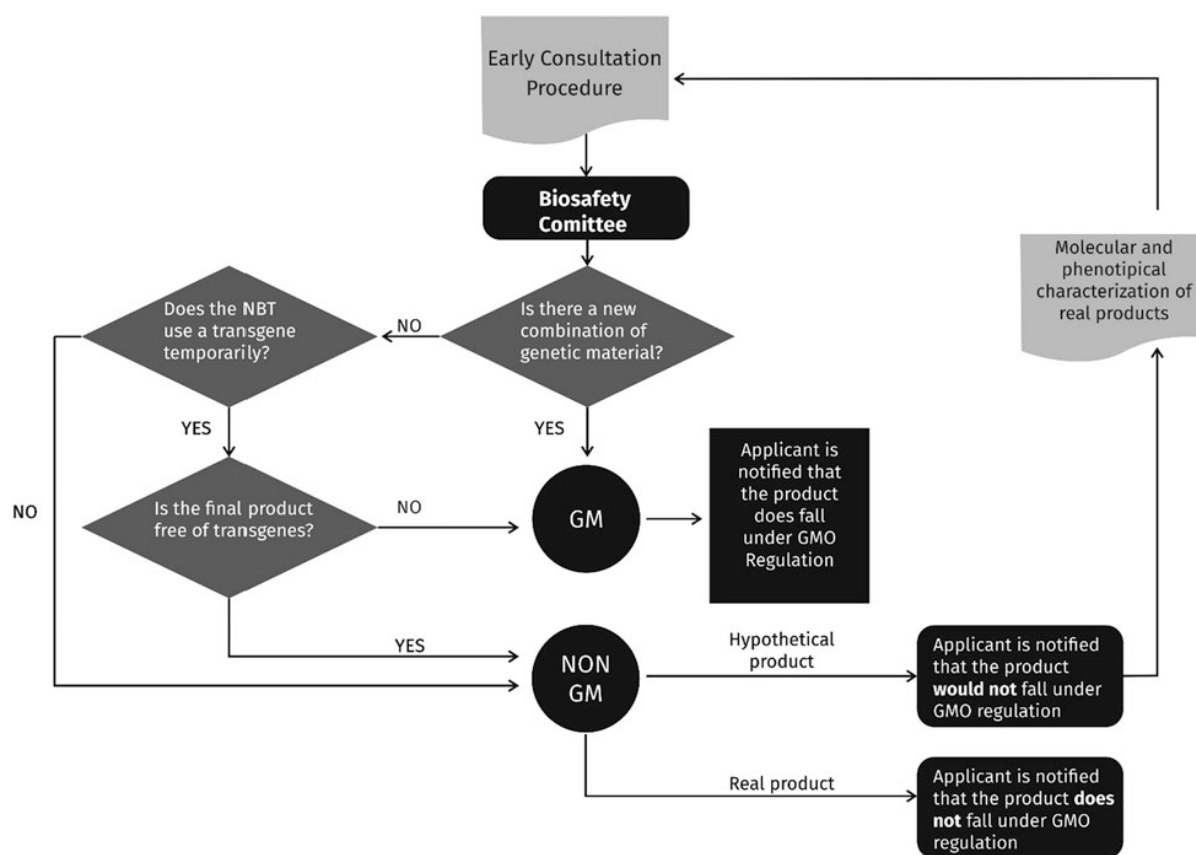 Early Consultation
Procedure
Biosafety
Comittee
Is there a new
combination of
genetic material?
NO
Does the NBT
use a transgene
temporarily?
YES
YES
NO
Is the final product
free of transgenes?
NO
GM
Applicant is
notified that
the product
does fall
under GMO
Regulation
YES
NON
GM
Hypothetical
product
Applicant is notified
that the product
would not fall under
GMO regulation
Molecular and
phenotipical
characterization of
real products
Real product
Applicant is notified
that the product does
not fall under GMO
regulation